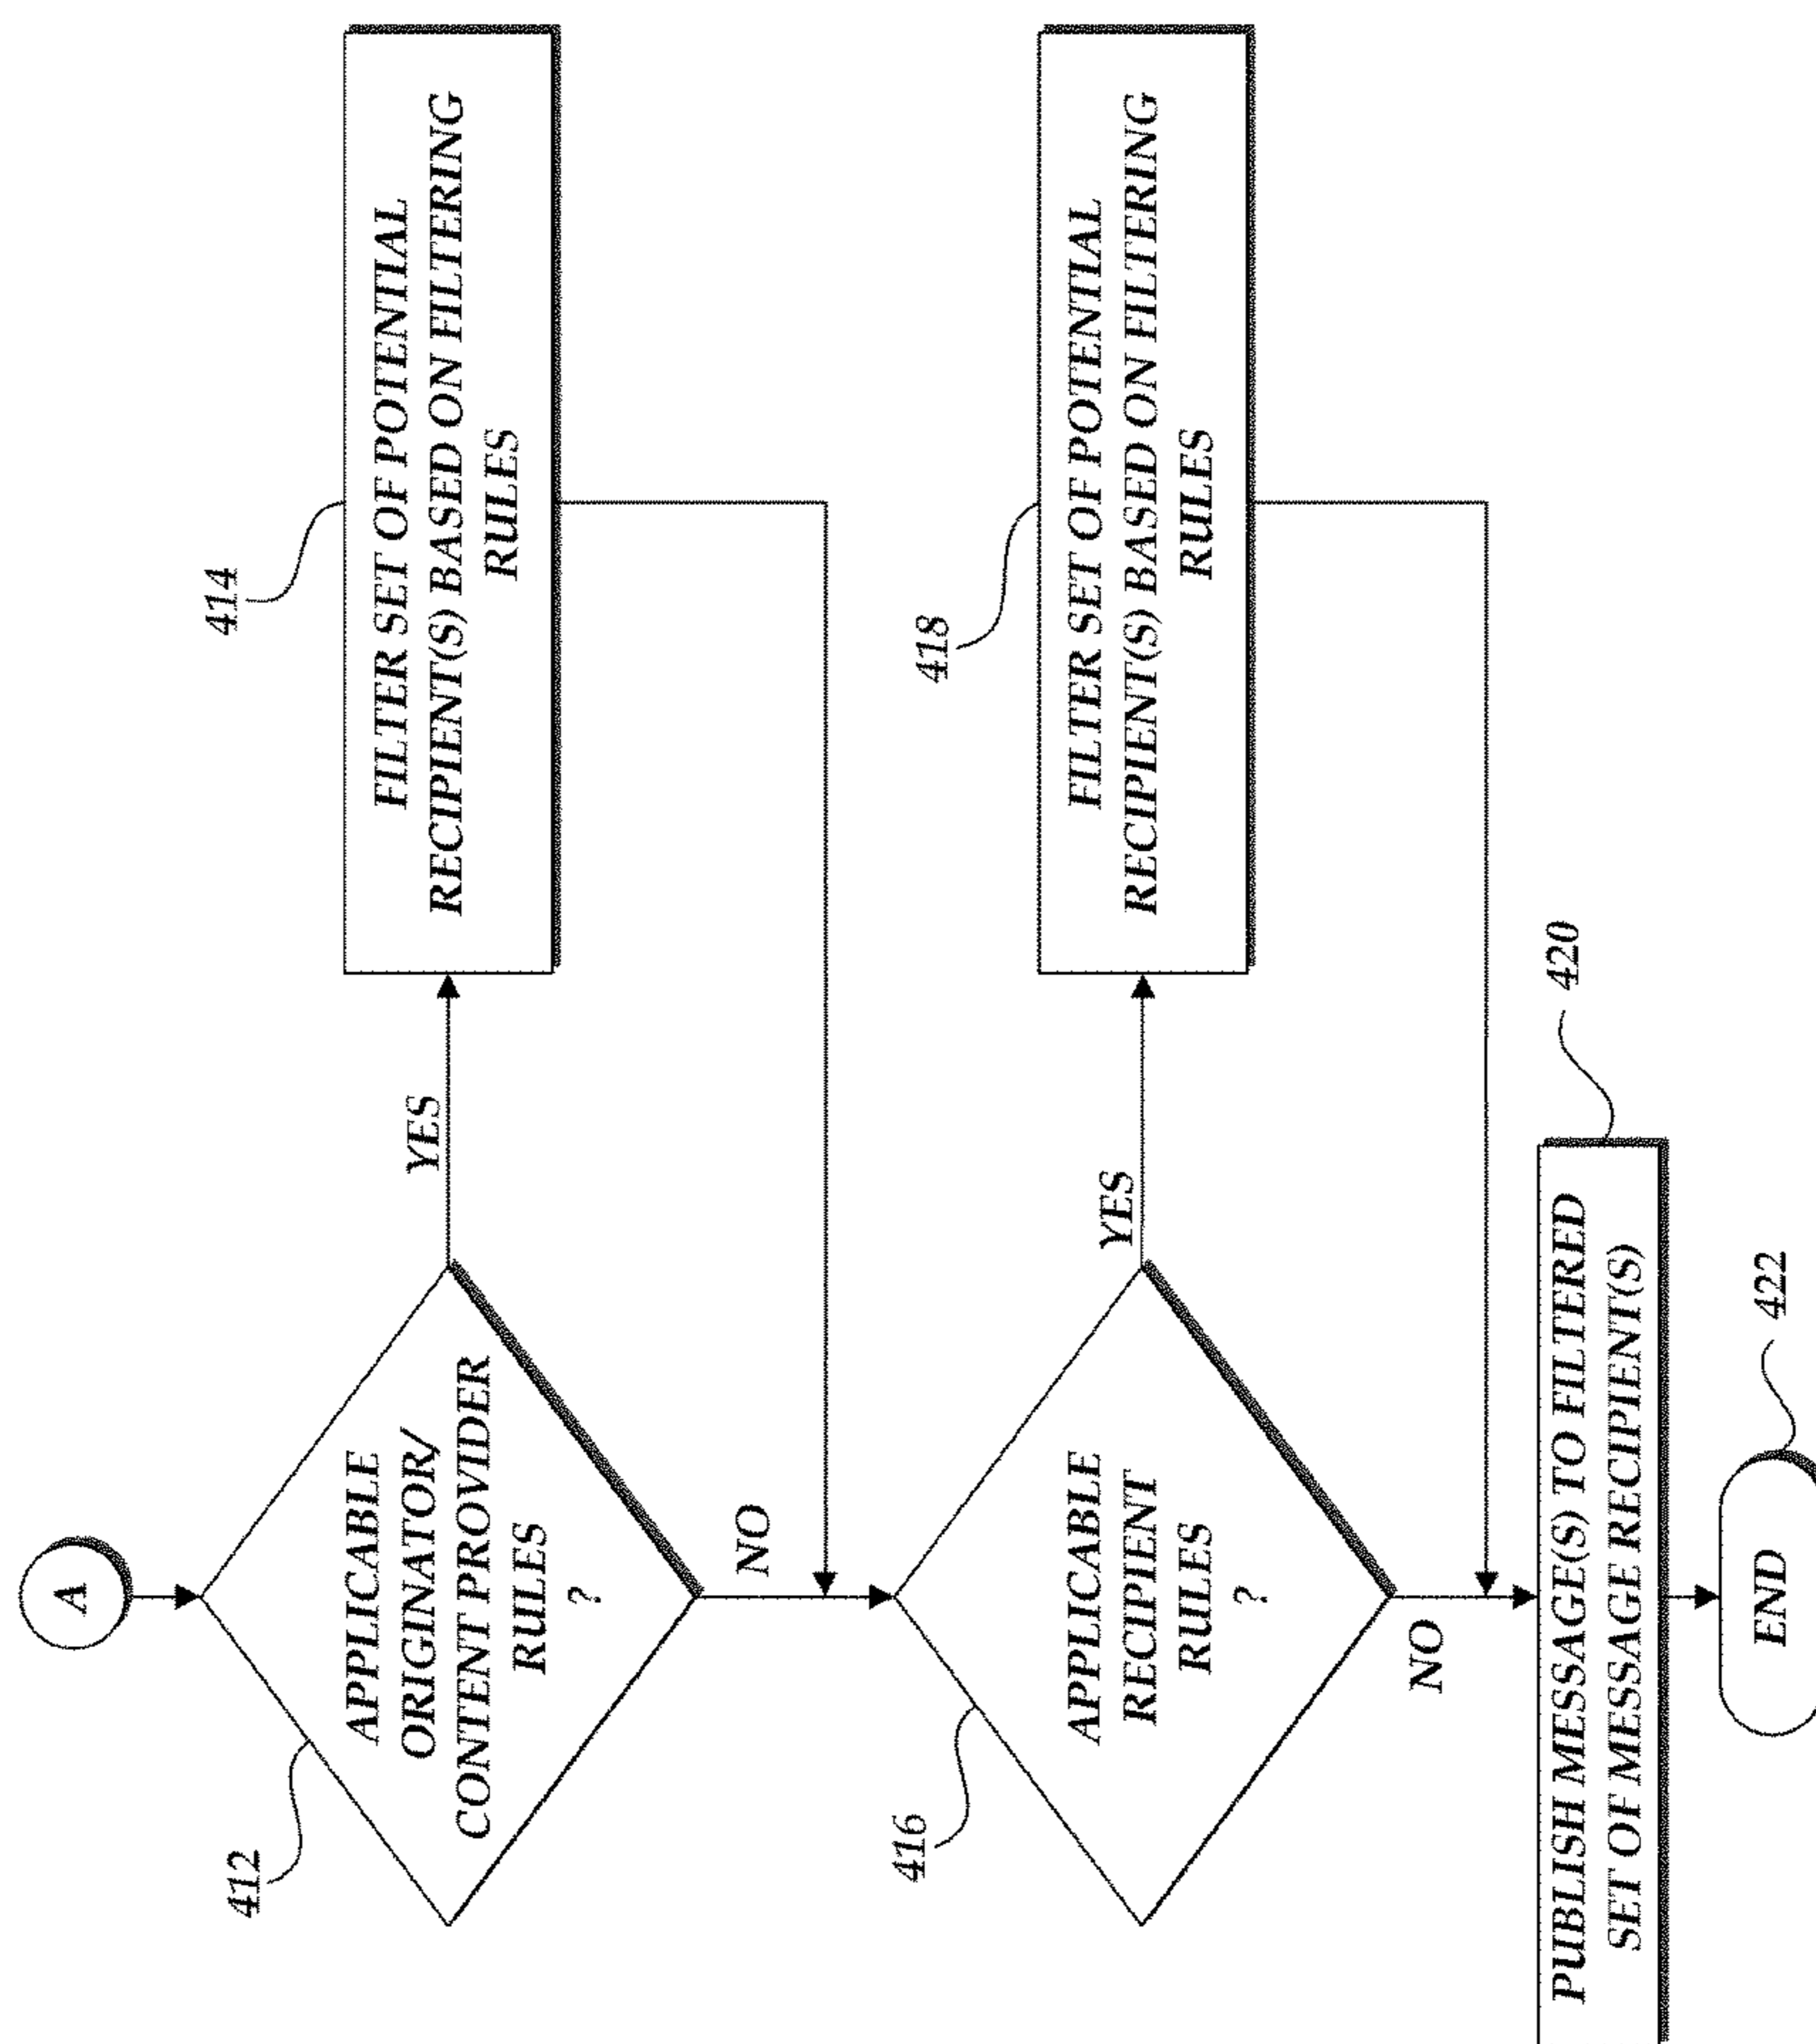 A
412
APPLICABLE
ORIGINATOR/
CONTENT PROVIDER
RULES
?
YES
414
FILTER SET OF POTENTIAL
RECIPIENT(S) BASED ON FILTERING
RULES
NO
416
APPLICABLE
RECIPIENT
RULES
?
YES
418
FILTER SET OF POTENTIAL
RECIPIENT(S) BASED ON FILTERING
RULES
NO
PUBLISH MESSAGE(S) TO FILTERED
SET OF MESSAGE RECIPIENT(S)
420
END
422